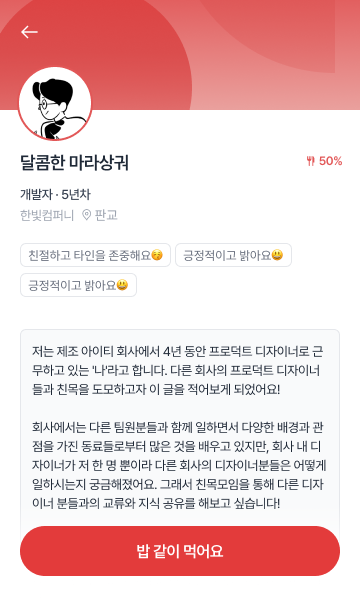 달콤한 마라상궈
50%
개발자 · 5년차
한빛컴퍼니 판교
친절하고 타인을 존중해요😚 긍정적이고 밝아요😃
긍정적이고 밝아요😃
저는 제조 아이티 회사에서 4년 동안 프로덕트 디자이너로 근
무하고 있는 '나'라고 합니다. 다른 회사의 프로덕트 디자이너
들과 친목을 도모하고자 이 글을 적어보게 되었어요!
회사에서는 다른 팀원분들과 함께 일하면서 다양한 배경과 관
점을 가진 동료들로부터 많은 것을 배우고 있지만, 회사 내 디
자이너가 저 한 명 뿐이라 다른 회사의 디자이너분들은 어떻게
일하시는지 궁금해졌어요. 그래서 친목모임을 통해 다른 디자
이너 분들과의 교류와 지식 공유를 해보고 싶습니다!
밥 같이 먹어요